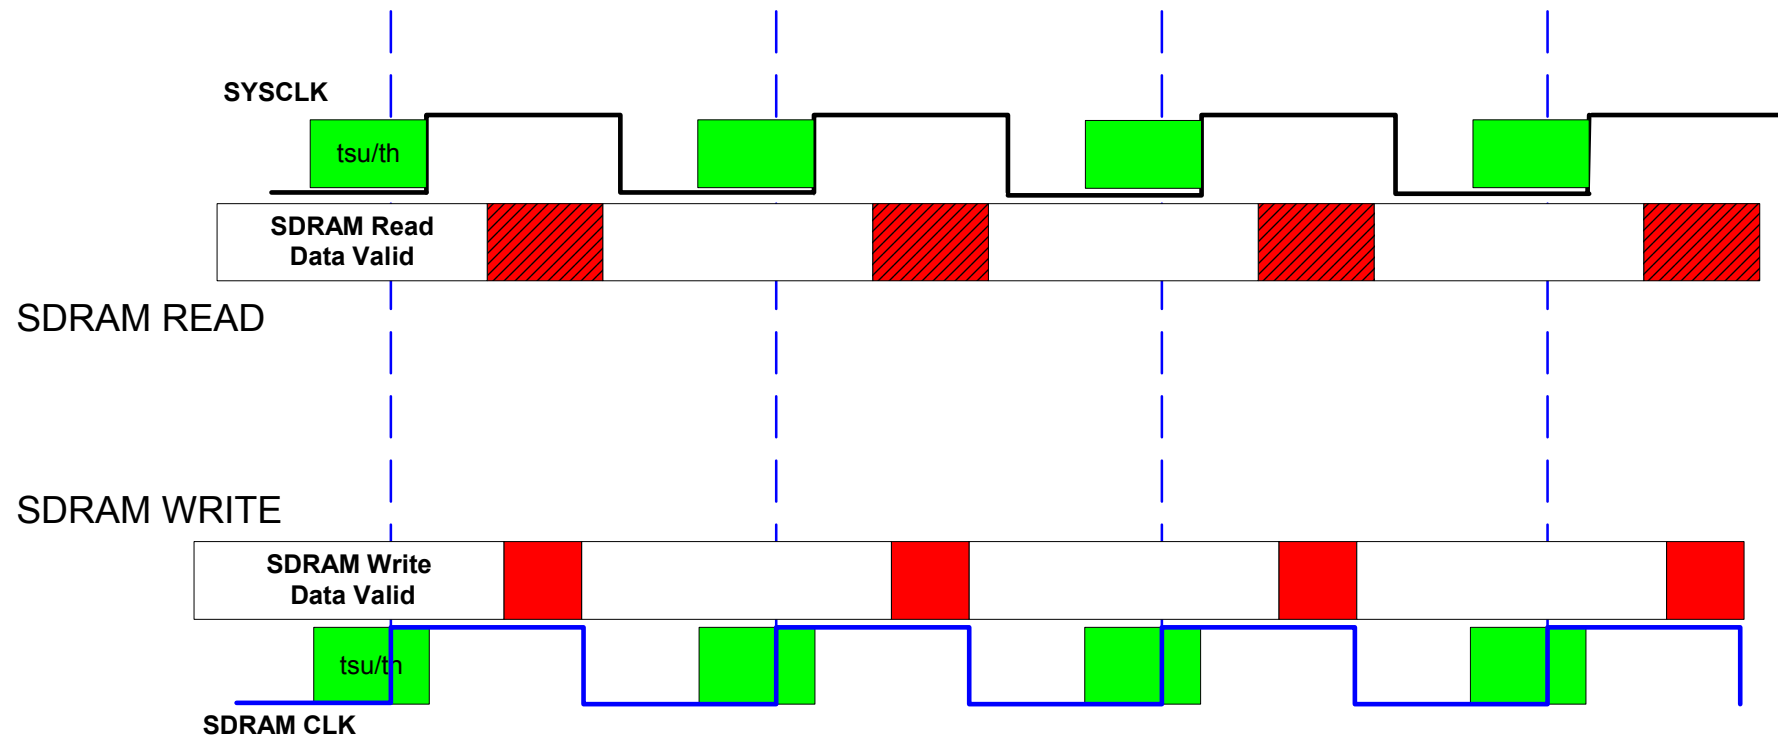 SYSCLK
tsu/th
SDRAM Read
Data Valid
SDRAM READ
SDRAM WRITE
SDRAM Write
Data Valid
tsu/th
SDRAM CLK